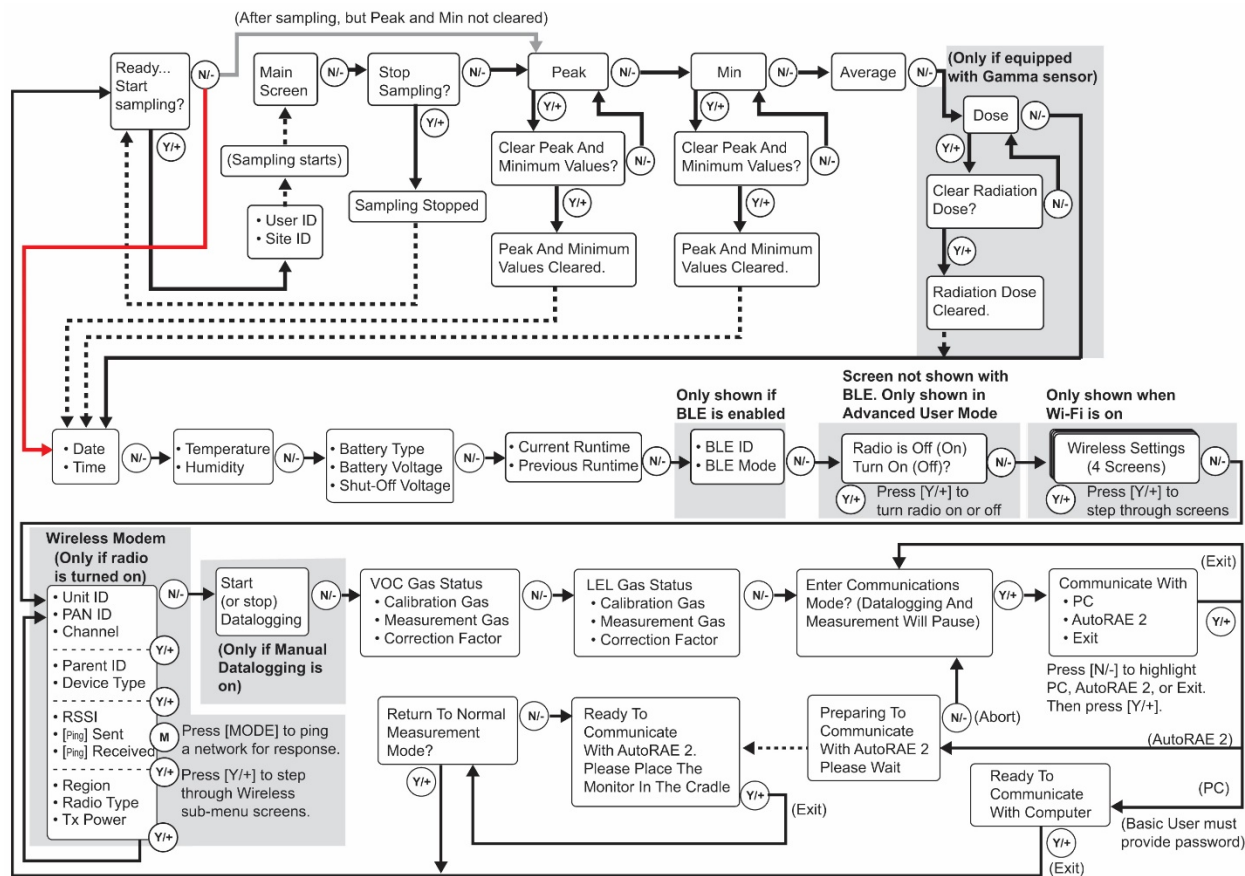 (After sampling, but Peak and Min not cleared)
Ready...
Start
sampling?
N/-
Y/+
Main
Screen
N/-
(Sampling starts)
• User ID
• Site ID
Stop
Sampling?
N/-
Y/+
Sampling Stopped
Peak
N/-
Y/+
Clear Peak And
Minimum Values?
N/-
Y/+
Peak And Minimum
Values Cleared.
Min
N/-
Y/+
Clear Peak And
Minimum Values?
N/-
Y/+
Peak And Minimum
Values Cleared.
Average
N/-
(Only if equipped
with Gamma sensor)
Dose
N/-
Y/+
Clear Radiation
Dose?
N/-
Y/+
Radiation Dose
Cleared.
• Date
• Time
N/-
• Temperature
• Humidity
N/-
• Battery Type
• Battery Voltage
• Shut-Off Voltage
N/-
• Current Runtime
• Previous Runtime
N/-
Only shown if
BLE is enabled
• BLE ID
• BLE Mode
N/-
Screen not shown with
BLE. Only shown in
Advanced User Mode
Radio is Off (On)
Turn On (Off)?
N/-
Y/+
Press [Y/+] to
turn radio on or off
Only shown when
Wi-Fi is on
Wireless Settings
(4 Screens)
N/-
Y/+
Press [Y/+] to
step through screens
Wireless Modem
(Only if radio
is turned on)
• Unit ID
• PAN ID
• Channel
N/-
Y/+
• Parent ID
• Device Type
Y/+
• RSSI
• [Ping] Sent
• [Ping] Received
M
Press [MODE] to ping
a network for response.
Y/+
Press [Y/+] to step
through Wireless
sub-menu screens.
• Region
• Radio Type
• Tx Power
Y/+
Start
(or stop)
Datalogging
N/-
(Only if Manual
Datalogging is
on)
VOC Gas Status
• Calibration Gas
• Measurement Gas
• Correction Factor
N/-
LEL Gas Status
• Calibration Gas
• Measurement Gas
• Correction Factor
N/-
Enter Communications
Mode? (Datalogging And
Measurement Will Pause)
Y/+
Communicate With
• PC
• AutoRAE 2
• Exit
(Exit)
Y/+
Press [N/-] to highlight
PC, AutoRAE 2, or Exit.
Then press [Y/+].
Return To Normal
Measurement
Mode?
N/-
Y/+
Ready To
Communicate
With AutoRAE 2.
Please Place The
Monitor In The Cradle
Y/+
(Exit)
Preparing To
Communicate
With AutoRAE 2
Please Wait
N/-
(Abort)
(AutoRAE 2)
Ready To
Communicate
With Computer
(PC)
(Basic User must
provide password)
Y/+
(Exit)